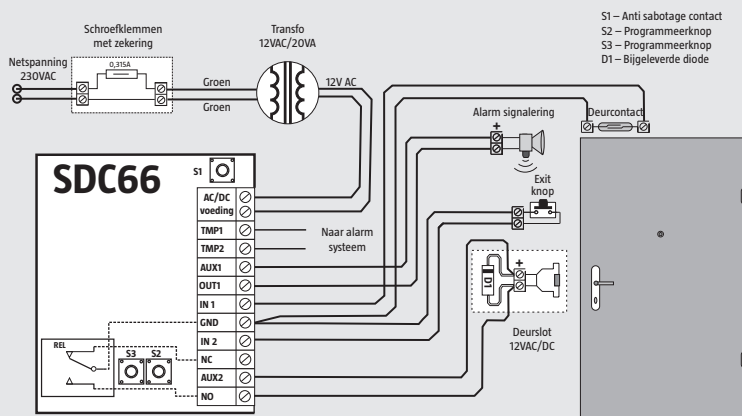 S1 – Anti sabotage contact
S2 – Programmeerknop
S3 – Programmeerknop
D1 – Bijgeleverde diode
Schroefklemmen
met zekering
Transfo
12VAC/20VA
Netspanning
230VAC
0,315A
Groen
Groen
12V AC
Alarm signalering
+
Deurcontact
SDC66
S1
AC/DC
voeding
TMP1
TMP2
AUX1
OUT1
IN 1
GND
IN 2
NC
AUX2
NO
Naar alarm
systeem
Exit
knop
D1
+
Deurslot
12VAC/DC
REL
S3
S2